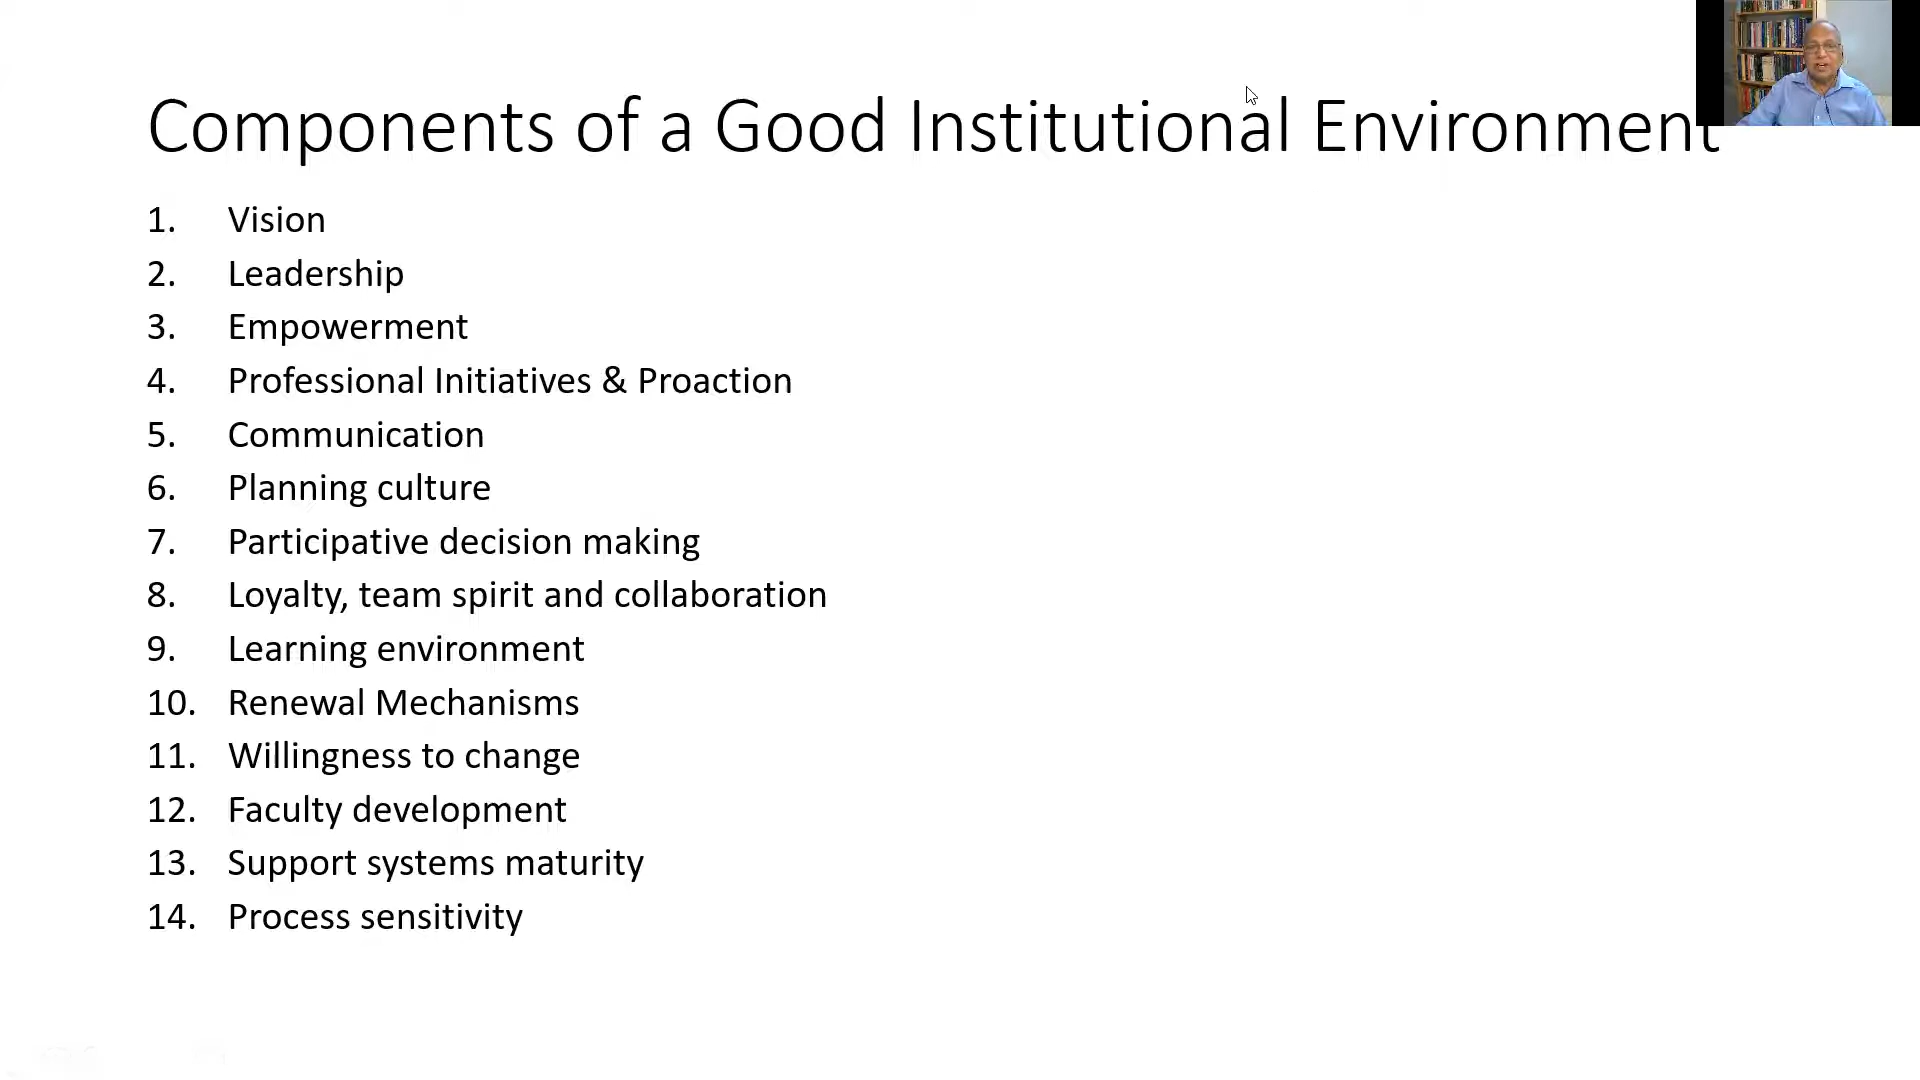 Components of a Good Institutional Environment
1. Vision
2. Leadership
3. Empowerment
4. Professional Initiatives & Proaction
5. Communication
6. Planning culture
7. Participative decision making
8. Loyalty, team spirit and collaboration
9. Learning environment
10. Renewal Mechanisms
11. Willingness to change
12. Faculty development
13. Support systems maturity
14. Process sensitivity